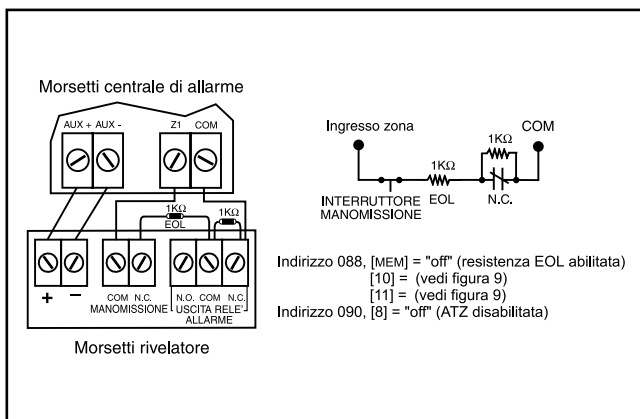 Morsetti centrale di allarme
AUX + AUX - Z1 COM
1KΩ
EOL
1KΩ
+ − COM N.C. N.O. COM N.C.
MANOMISSIONE USCITA RELE'
ALLARME
Morsetti rivelatore
Ingresso zona
COM
1KΩ
1KΩ
INTERRUTTORE
MANOMISSIONE
EOL
N.C.
Indirizzo 088, [MEM] = "off" (resistenza EOL abilitata)
[10] = (vedi figura 9)
[11] = (vedi figura 9)
Indirizzo 090, [8] = "off" (ATZ disabilitata)